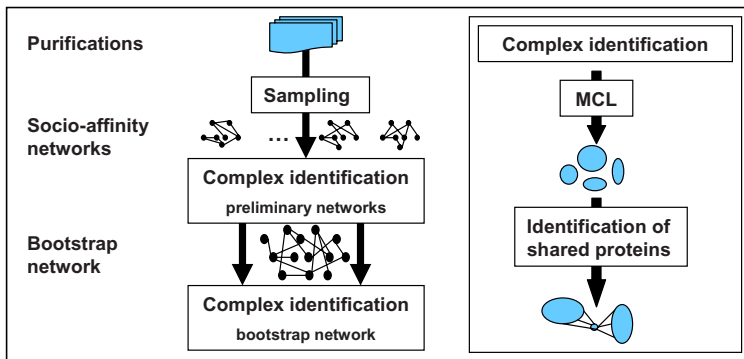 Purifications
Sampling
Socio-affinity
networks
...
Complex identification
preliminary networks
Bootstrap
network
Complex identification
bootstrap network
Complex identification
MCL
Identification of
shared proteins